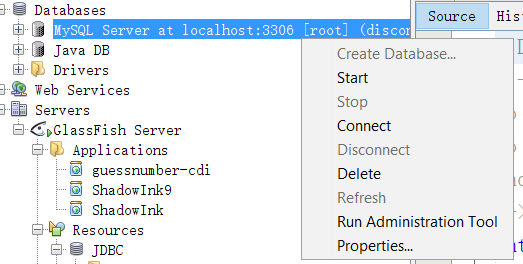 Databases
MySQL Server at localhost:3306 [root] (discon
Java DB
Drivers
Web Services
Servers
GlassFish Server
Applications
guessnumber-cdi
ShadowInk9
ShadowInk
Resources
JDBC
Create Database...
Start
Stop
Connect
Disconnect
Delete
Refresh
Run Administration Tool
Properties...
Source
His